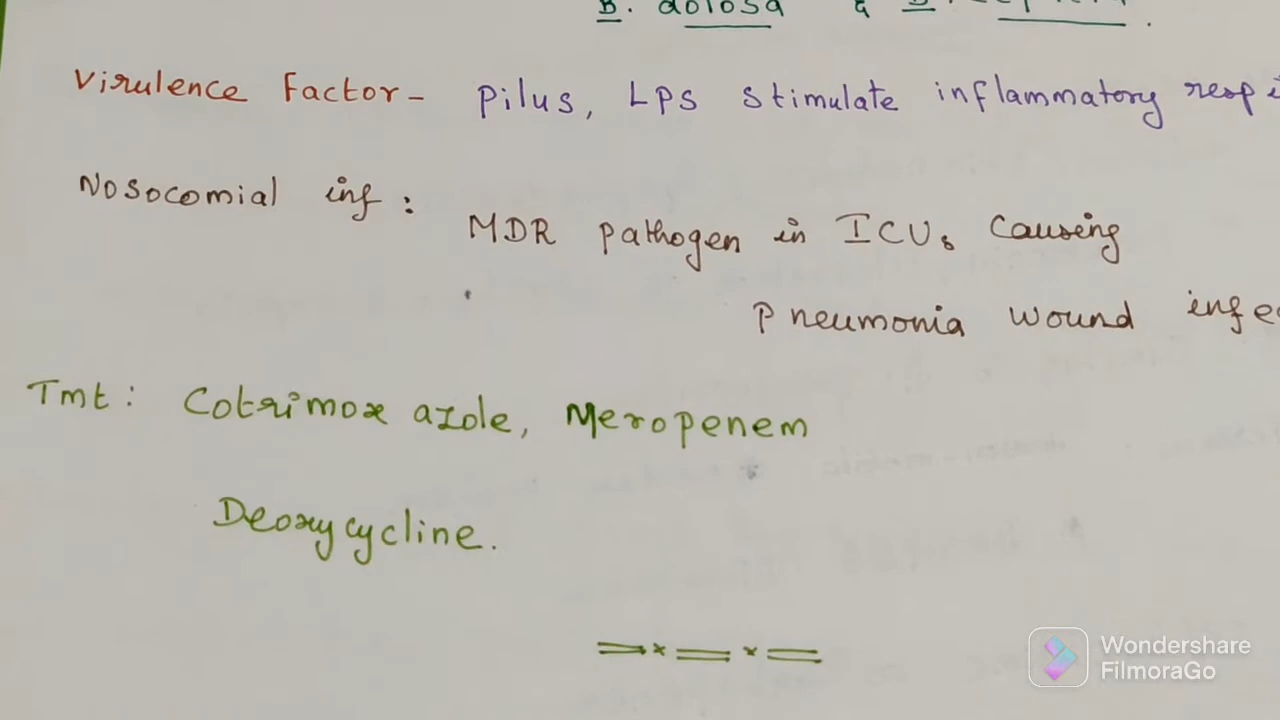 B. dolosa &
Virulence Factor - Pilus, LPS stimulate inflammatory resp
Nosocomial inf :
MDR pathogen in ICUs causing
Pneumonia wound infe
Tmt : Cotrimoxazole, Meropenem
Deoxycycline.
Wondershare
FilmoraGo